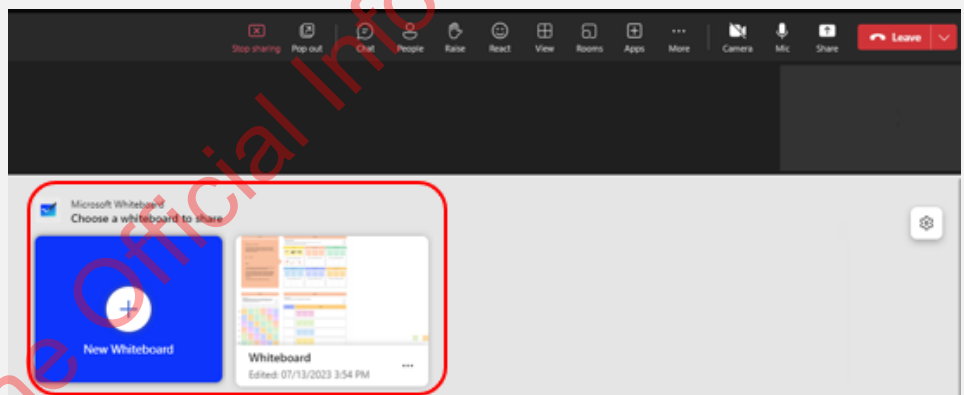 Stop sharing Pop out Chat People Raise React View Rooms Apps More Camera Mic Share Leave
Microsoft Whiteboard
Choose a whiteboard to share
New Whiteboard
Whiteboard
Edited: 07/13/2023 3:54 PM
he Official Info